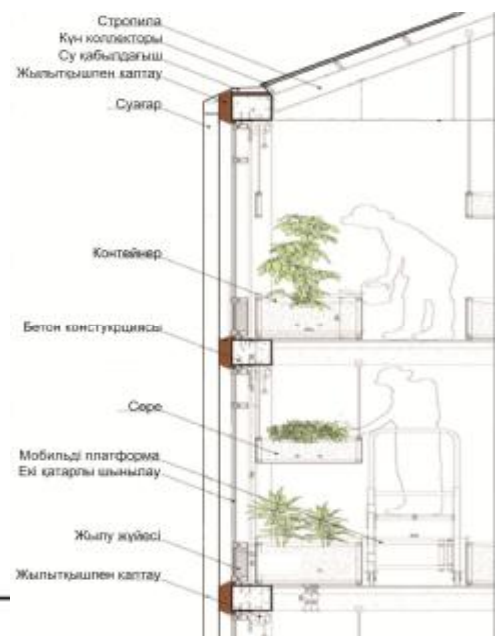 Стропила
Күн коллекторы
Су қабылдағыш
Жылытқышпен қаптау
Суағар
Контейнер
Бетон констукрциясы
Сөре
Мобильді платформа
Екі қатарлы шынылау
Жылу жүйесі
Жылытқышпен қаптау